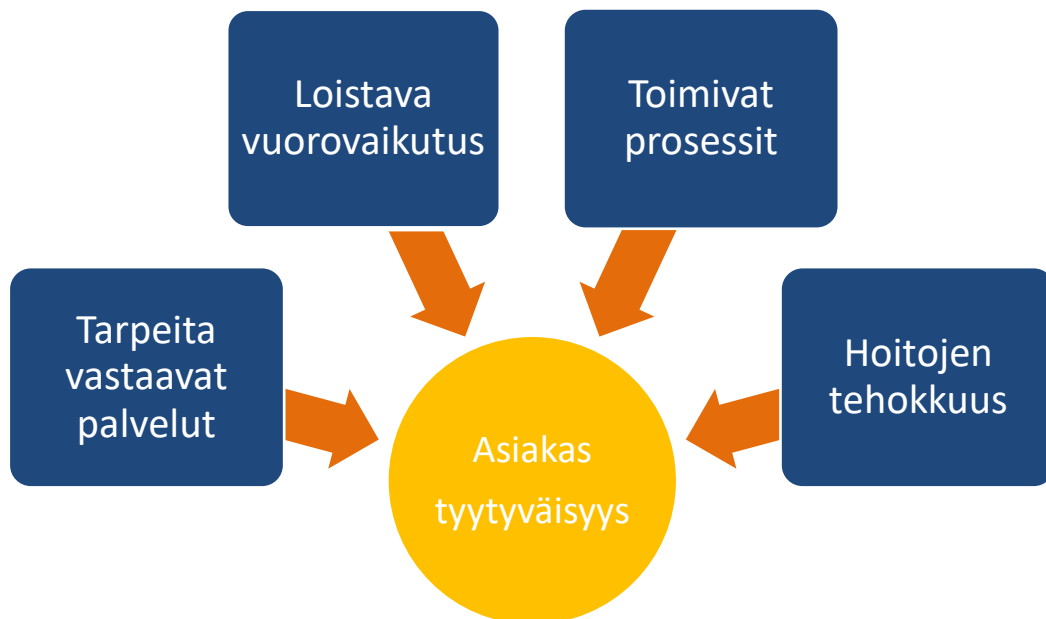 Loistava
vuorovaikutus
Toimivat
prosessit
Tarpeita
vastaavat
palvelut
Hoitojen
tehokkuus
Asiakas
tyytyväisyys